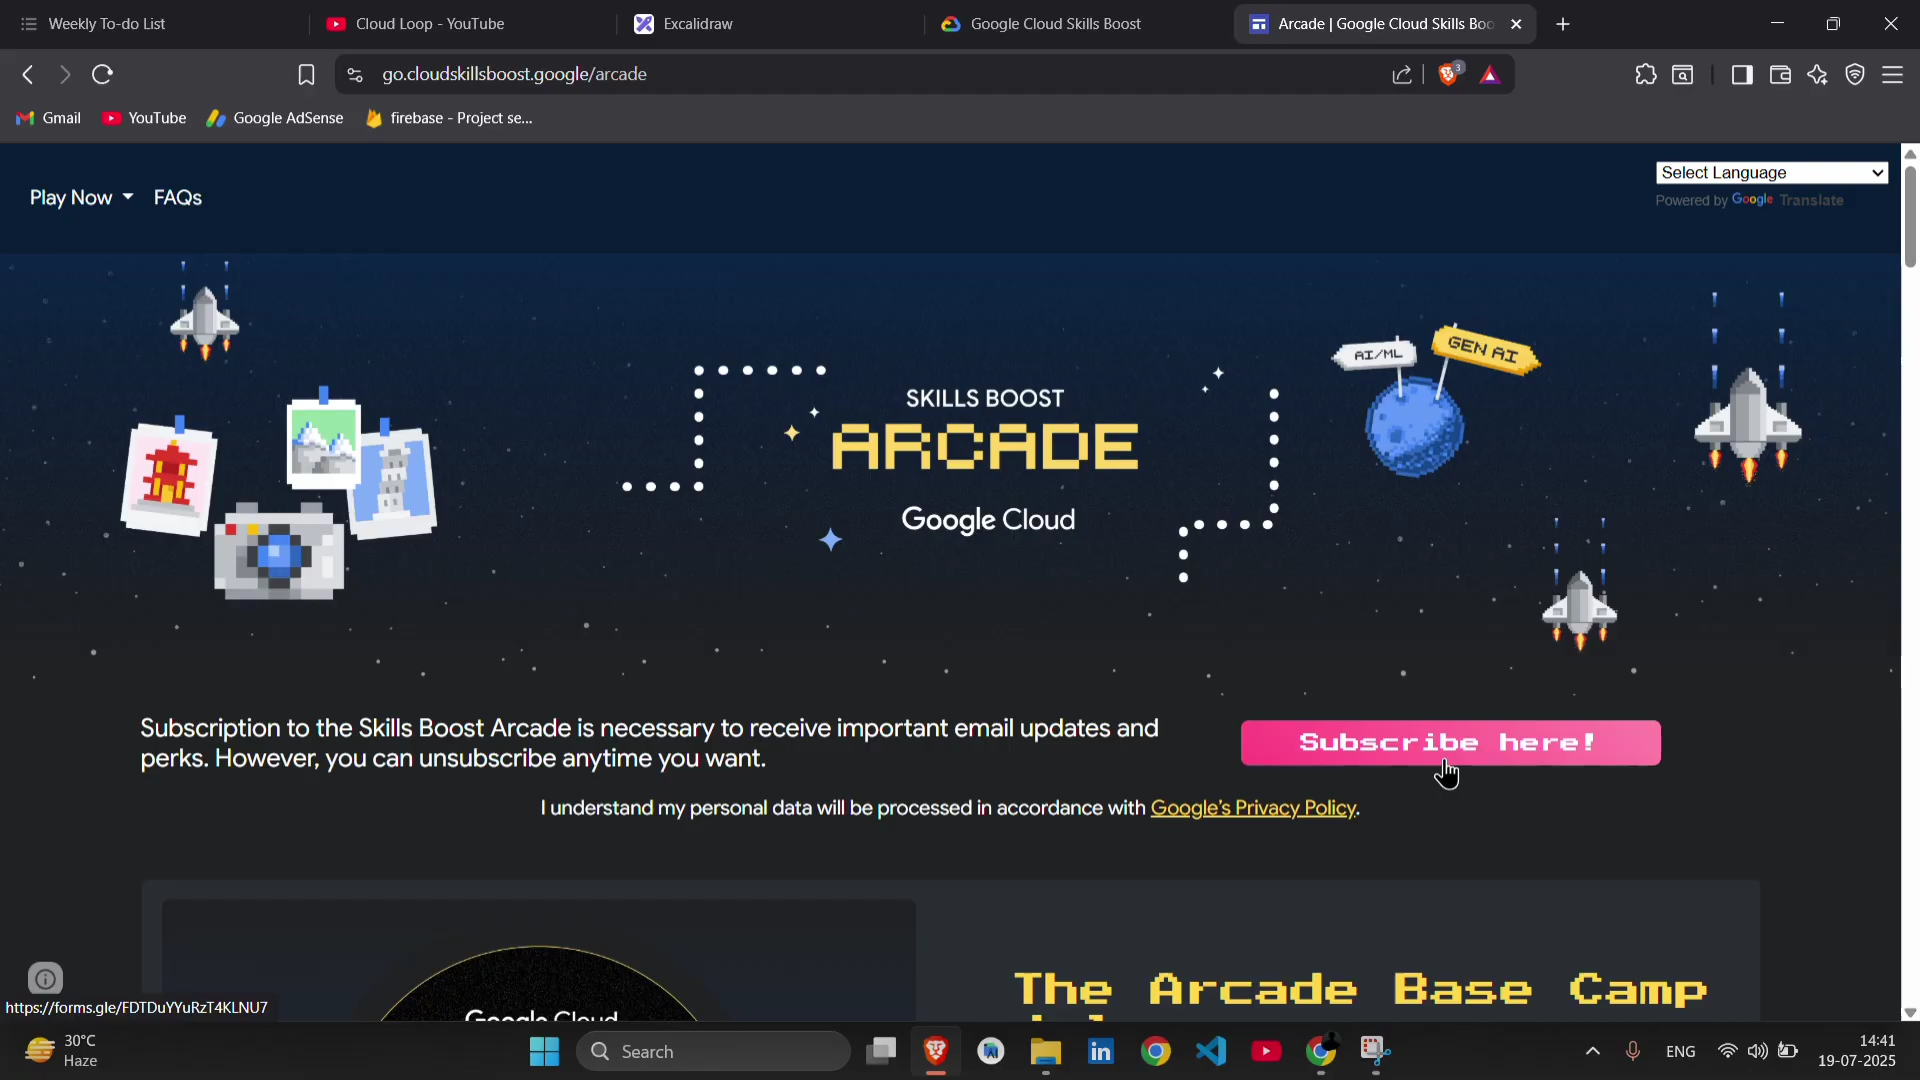 Weekly To-do List
Cloud Loop - YouTube
Excalidraw
Google Cloud Skills Boost
Arcade | Google Cloud Skills Boo
go.cloudskillsboost.google/arcade
3
Gmail
YouTube
Google AdSense
firebase - Project se...
Play Now
FAQs
Select Language
Powered by Google Translate
AI/ML
GEN AI
SKILLS BOOST
ARCADE
Google Cloud
Subscription to the Skills Boost Arcade is necessary to receive important email updates and
perks. However, you can unsubscribe anytime you want.
Subscribe here!
I understand my personal data will be processed in accordance with Google's Privacy Policy.
The Arcade Base Camp
Google Cloud
https://forms.gle/FDTDuYYuRzT4KLNU7
30°C
Haze
Search
ENG
14:41
19-07-2025